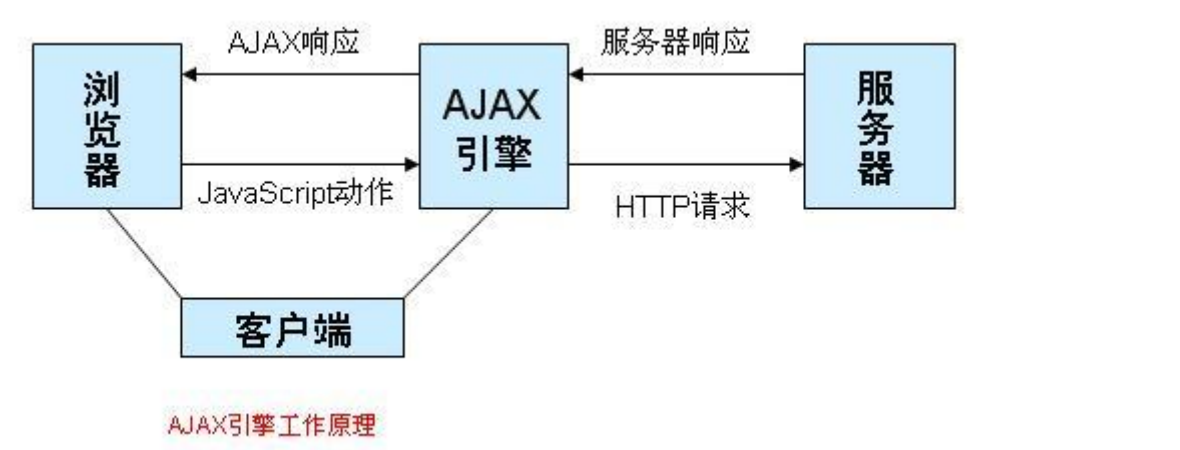 AJAX响应
服务器响应
浏览器
AJAX
引擎
服务器
JavaScript动作
HTTP请求
客户端
AJAX引擎工作原理